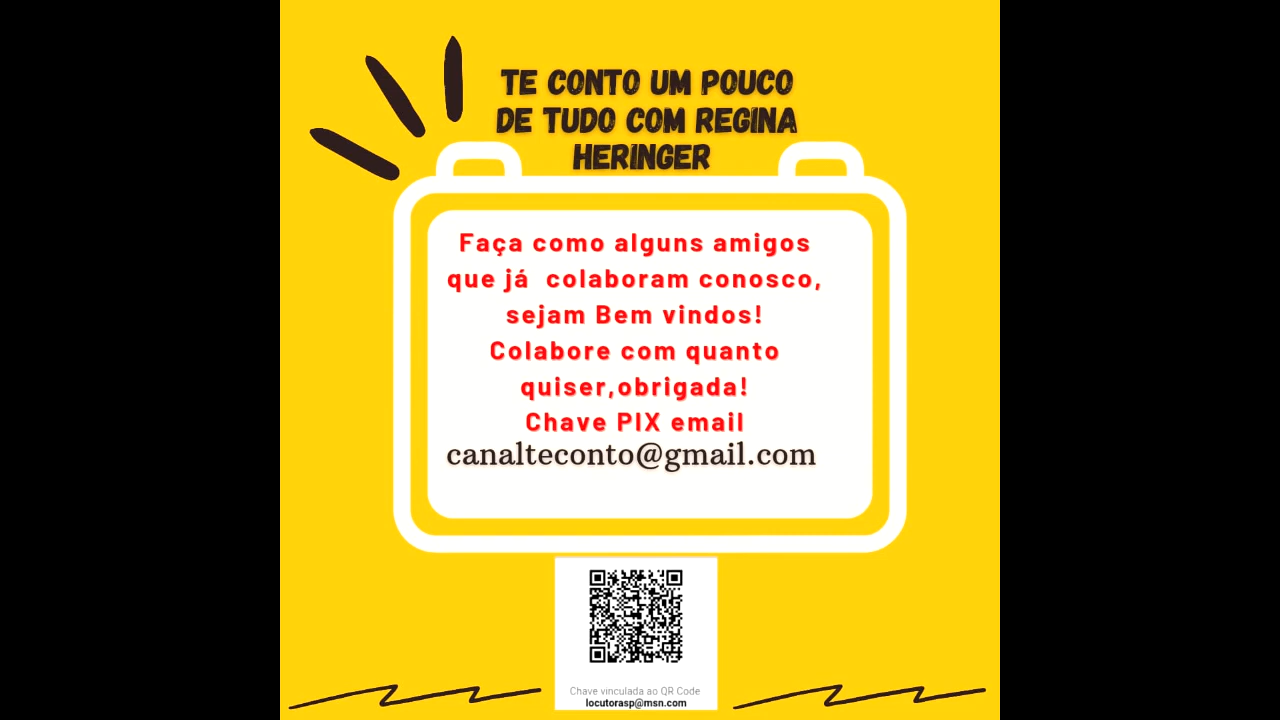 TE CONTO UM POUCO
DE TUDO COM REGINA
HERINGER
Faça como alguns amigos
que já colaboram conosco,
sejam Bem vindos!
Colabore com quanto
quiser,obrigada!
Chave PIX email
canalteconto@gmail.com
Chave vinculada ao QR Code
locutorasp@msn.com